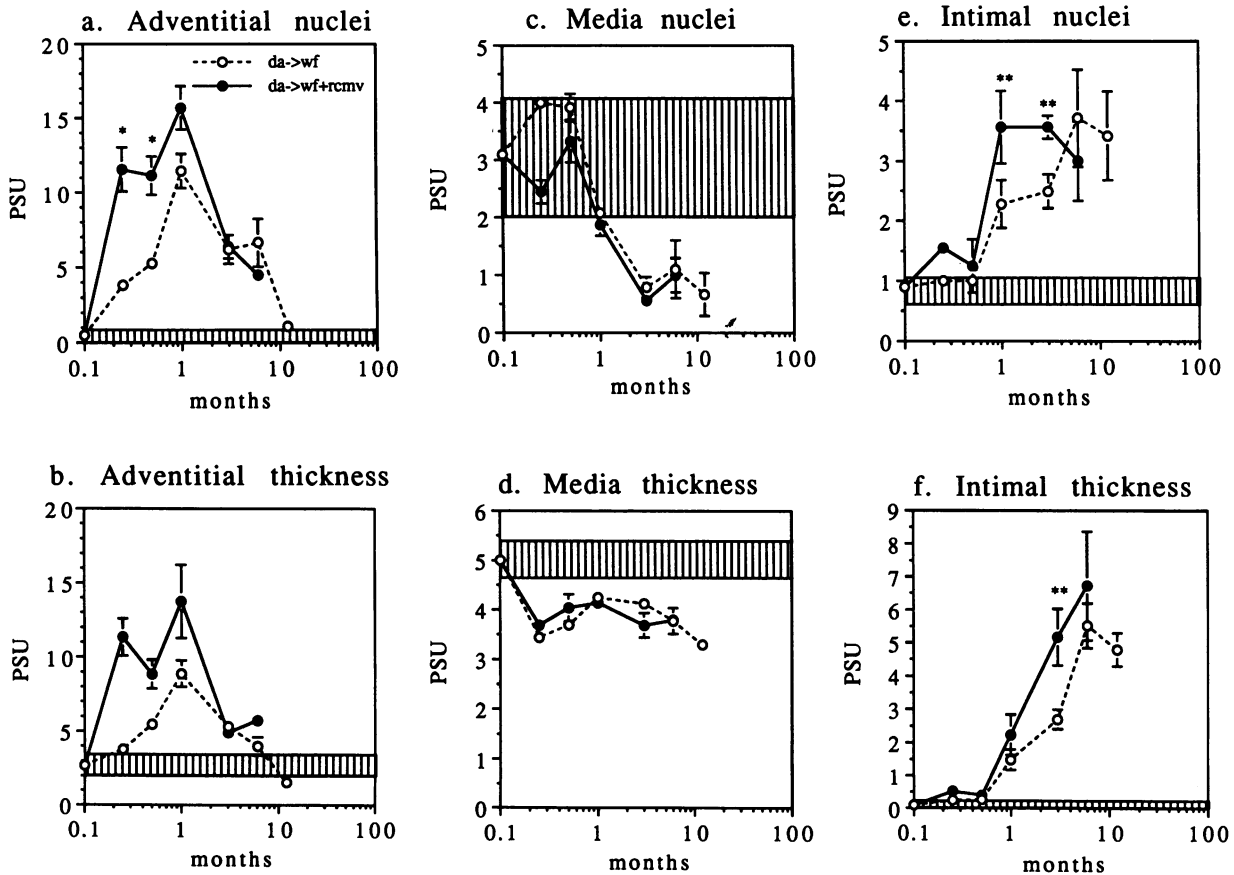 a. Adventitial nuclei
20
15
10
5
0
PSU
da->wf
da->wf+rcmv
*
*
0.1 1 10 100
months
c. Media nuclei
5
4
3
2
1
0
PSU
0.1 1 10 100
months
e. Intimal nuclei
5
4
3
2
1
0
PSU
**
**
0.1 1 10 100
months
b. Adventitial thickness
20
15
10
5
0
PSU
0.1 1 10 100
months
d. Media thickness
6
5
4
3
2
1
0
PSU
0.1 1 10 100
months
f. Intimal thickness
9
8
7
6
5
4
3
2
1
0
PSU
**
0.1 1 10 100
months